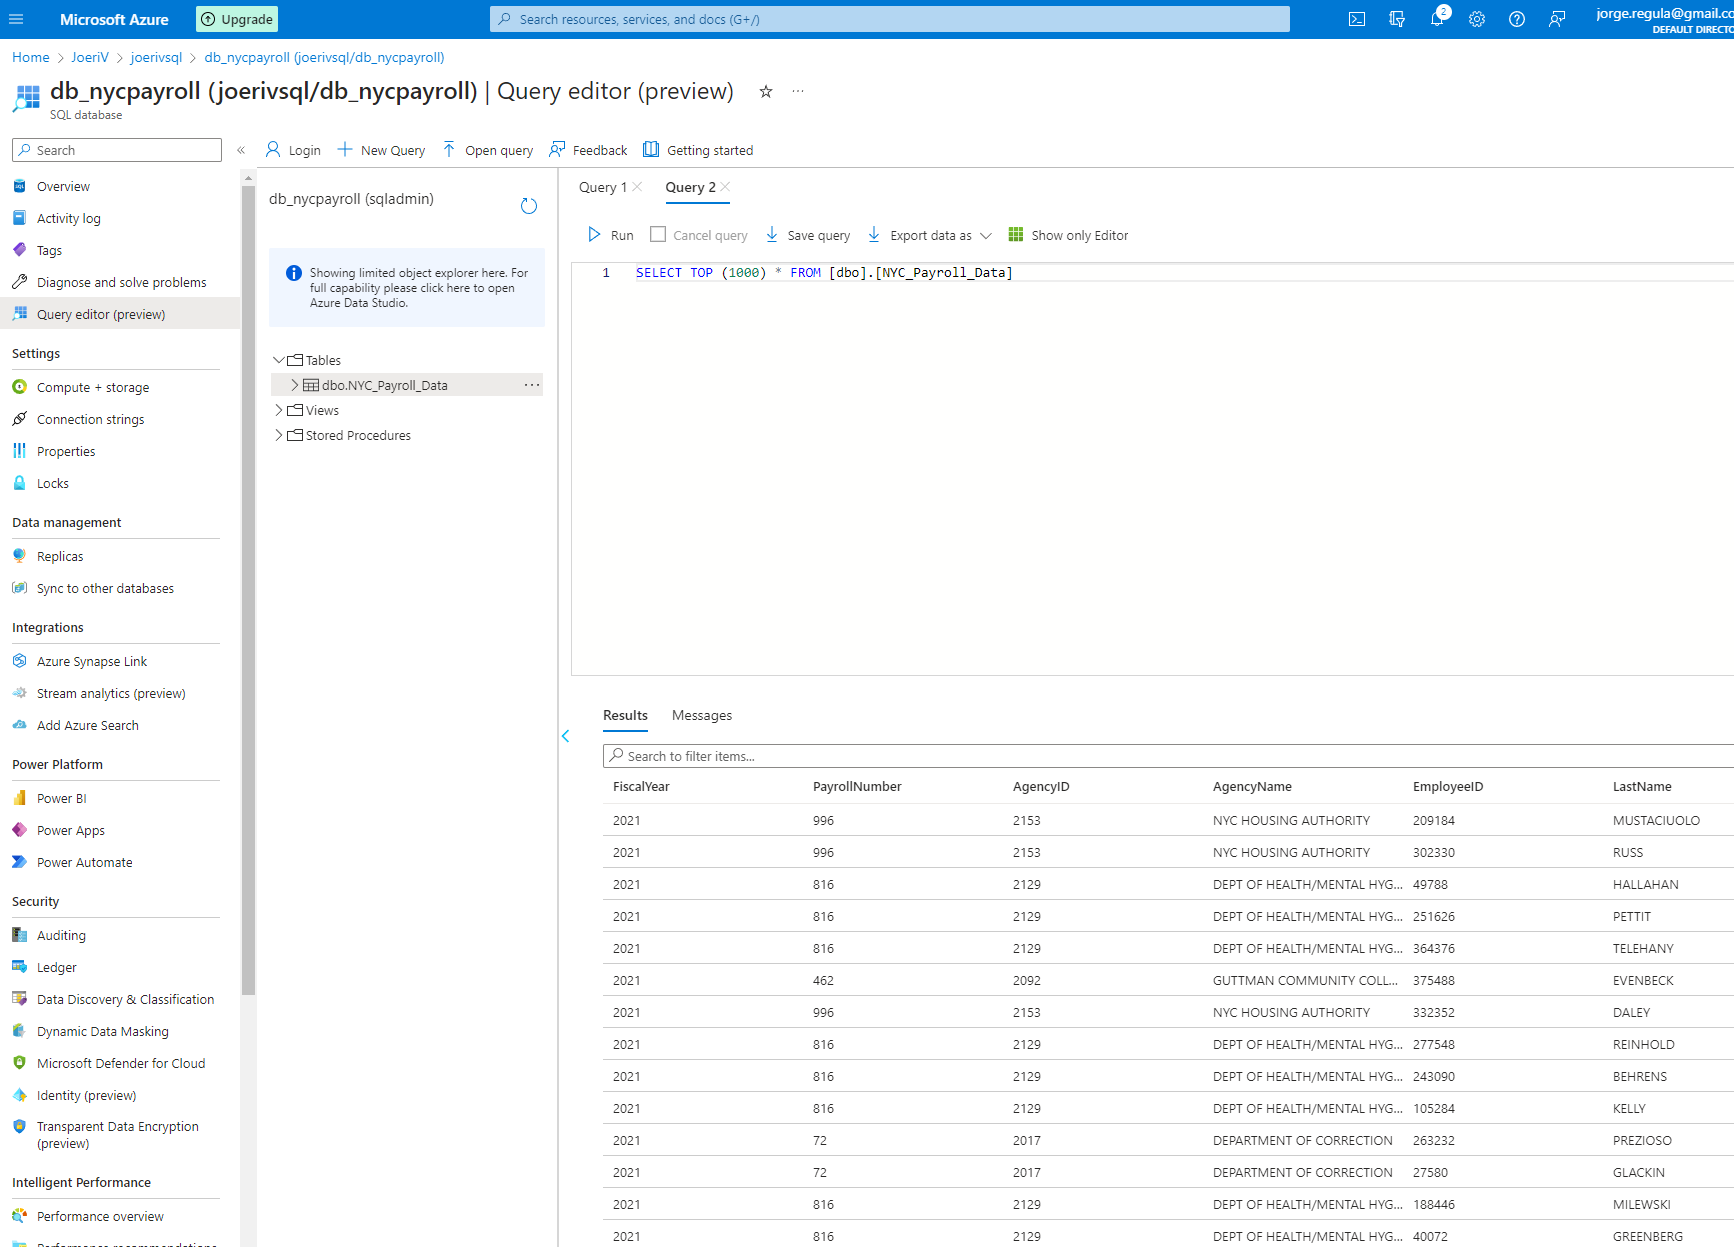 Microsoft Azure
Upgrade
Search resources, services, and docs (G+/)
2
jorge.regula@gmail.co
DEFAULT DIRECTO
Home > JoeriV > joerivsql > db_nycpayroll (joerivsql/db_nycpayroll)
db_nycpayroll (joerivsql/db_nycpayroll) | Query editor (preview)
SQL database
Search
Login
New Query
Open query
Feedback
Getting started
Overview
Activity log
Tags
Diagnose and solve problems
Query editor (preview)
Settings
Compute + storage
Connection strings
Properties
Locks
Data management
Replicas
Sync to other databases
Integrations
Azure Synapse Link
Stream analytics (preview)
Add Azure Search
Power Platform
Power BI
Power Apps
Power Automate
Security
Auditing
Ledger
Data Discovery & Classification
Dynamic Data Masking
Microsoft Defender for Cloud
Identity (preview)
Transparent Data Encryption
(preview)
Intelligent Performance
Performance overview
Performance recommendations
db_nycpayroll (sqladmin)
Showing limited object explorer here. For
full capability please click here to open
Azure Data Studio.
Tables
dbo.NYC_Payroll_Data
Views
Stored Procedures
Query 1
Query 2
Run
Cancel query
Save query
Export data as
Show only Editor
1 SELECT TOP (1000) * FROM [dbo].[NYC_Payroll_Data]
Results
Messages
Search to filter items...
FiscalYear PayrollNumber AgencyID AgencyName EmployeeID LastName
2021 996 2153 NYC HOUSING AUTHORITY 209184 MUSTACIUOLO
2021 996 2153 NYC HOUSING AUTHORITY 302330 RUSS
2021 816 2129 DEPT OF HEALTH/MENTAL HYG... 49788 HALLAHAN
2021 816 2129 DEPT OF HEALTH/MENTAL HYG... 251626 PETTIT
2021 816 2129 DEPT OF HEALTH/MENTAL HYG... 364376 TELEHANY
2021 462 2092 GUTTMAN COMMUNITY COLL... 375488 EVENBECK
2021 996 2153 NYC HOUSING AUTHORITY 332352 DALEY
2021 816 2129 DEPT OF HEALTH/MENTAL HYG... 277548 REINHOLD
2021 816 2129 DEPT OF HEALTH/MENTAL HYG... 243090 BEHRENS
2021 816 2129 DEPT OF HEALTH/MENTAL HYG... 105284 KELLY
2021 72 2017 DEPARTMENT OF CORRECTION 263232 PREZIOSO
2021 72 2017 DEPARTMENT OF CORRECTION 27580 GLACKIN
2021 816 2129 DEPT OF HEALTH/MENTAL HYG... 188446 MILEWSKI
2021 816 2129 DEPT OF HEALTH/MENTAL HYG... 40072 GREENBERG